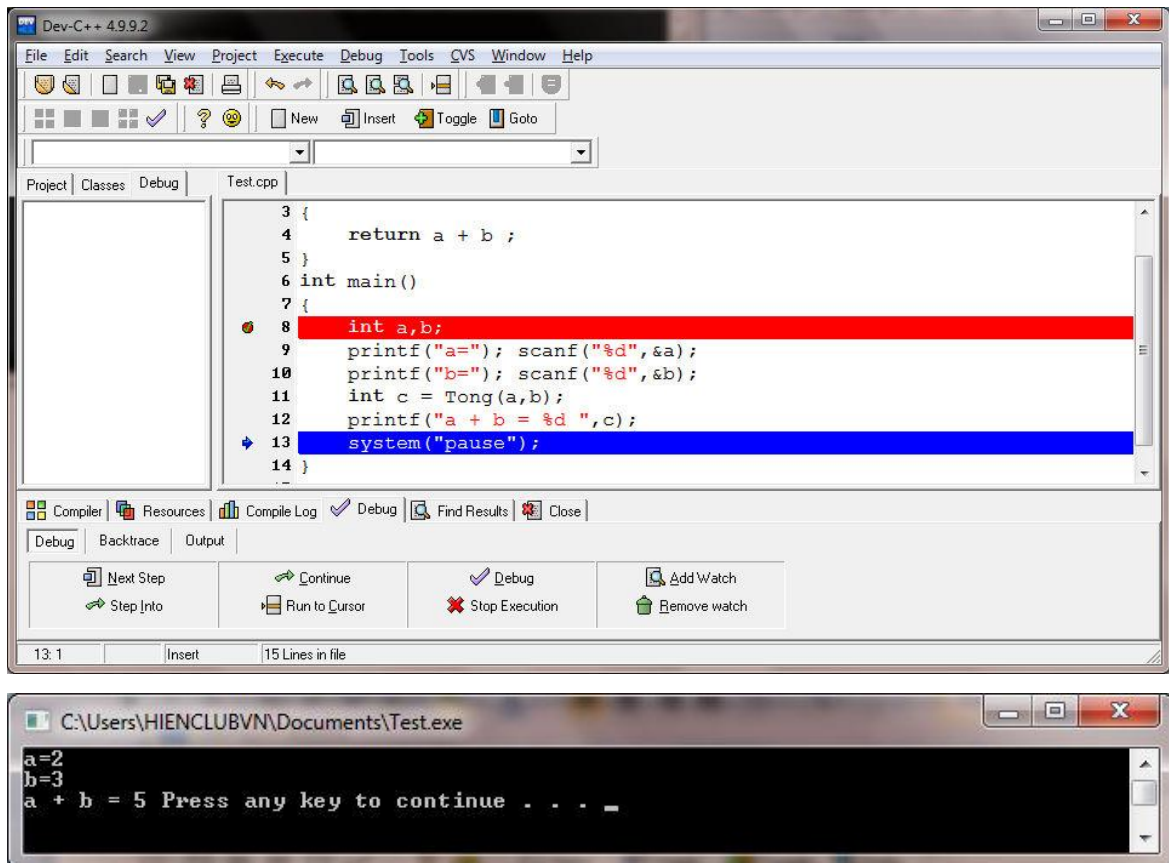 Dev-C++ 4.9.9.2
File Edit Search View Project Execute Debug Tools CVS Window Help
New Insert Toggle Goto
Project Classes Debug Test.cpp
3 {
4 return a + b ;
5 }
6 int main()
7 {
8 int a,b;
9 printf("a="); scanf("%d",&a);
10 printf("b="); scanf("%d",&b);
11 int c = Tong(a,b);
12 printf("a + b = %d ",c);
13 system("pause");
14 }
Compiler Resources Compile Log Debug Find Results Close
Debug Backtrace Output
Next Step Continue Debug Add Watch
Step Into Run to Cursor Stop Execution Remove watch
13: 1 Insert 15 Lines in file
C:\Users\HIENCLUBVN\Documents\Test.exe
a=2
b=3
a + b = 5 Press any key to continue . . . _